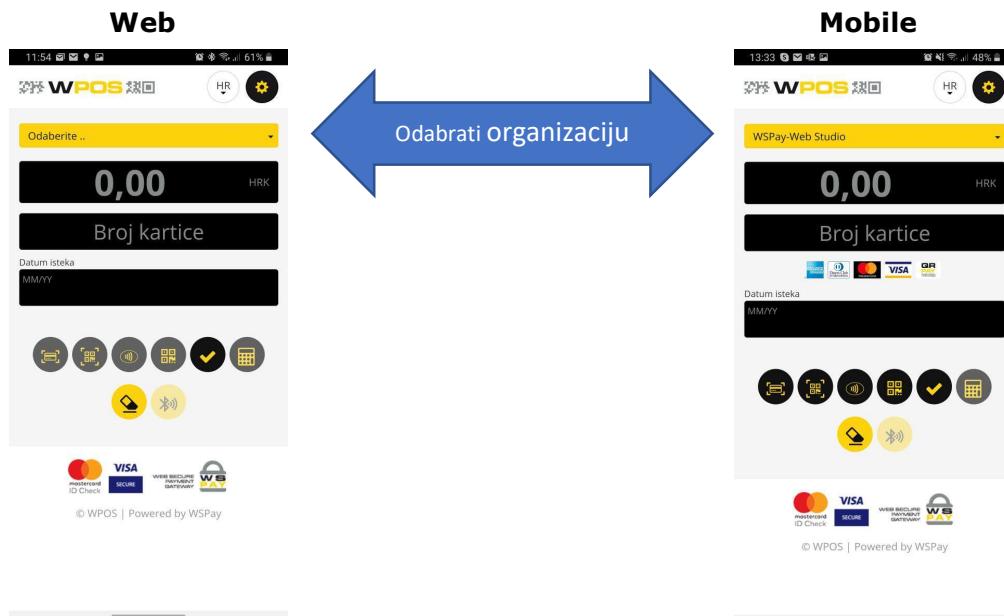 Web
11:54
61%
WPOS
HR
Odaberite ..
0,00 HRK
Broj kartice
Datum isteka
MM/YY
mastercard
ID Check
VISA
SECURE
WEB SECURE
PAYMENT
GATEWAY
WS
PAY
© WPOS | Powered by WSPay
Odabrati organizaciju
Mobile
13:33
48%
WPOS
HR
WSPay-Web Studio
0,00 HRK
Broj kartice
VISA
QR
PAY
Datum isteka
MM/YY
mastercard
ID Check
VISA
SECURE
WEB SECURE
PAYMENT
GATEWAY
WS
PAY
© WPOS | Powered by WSPay